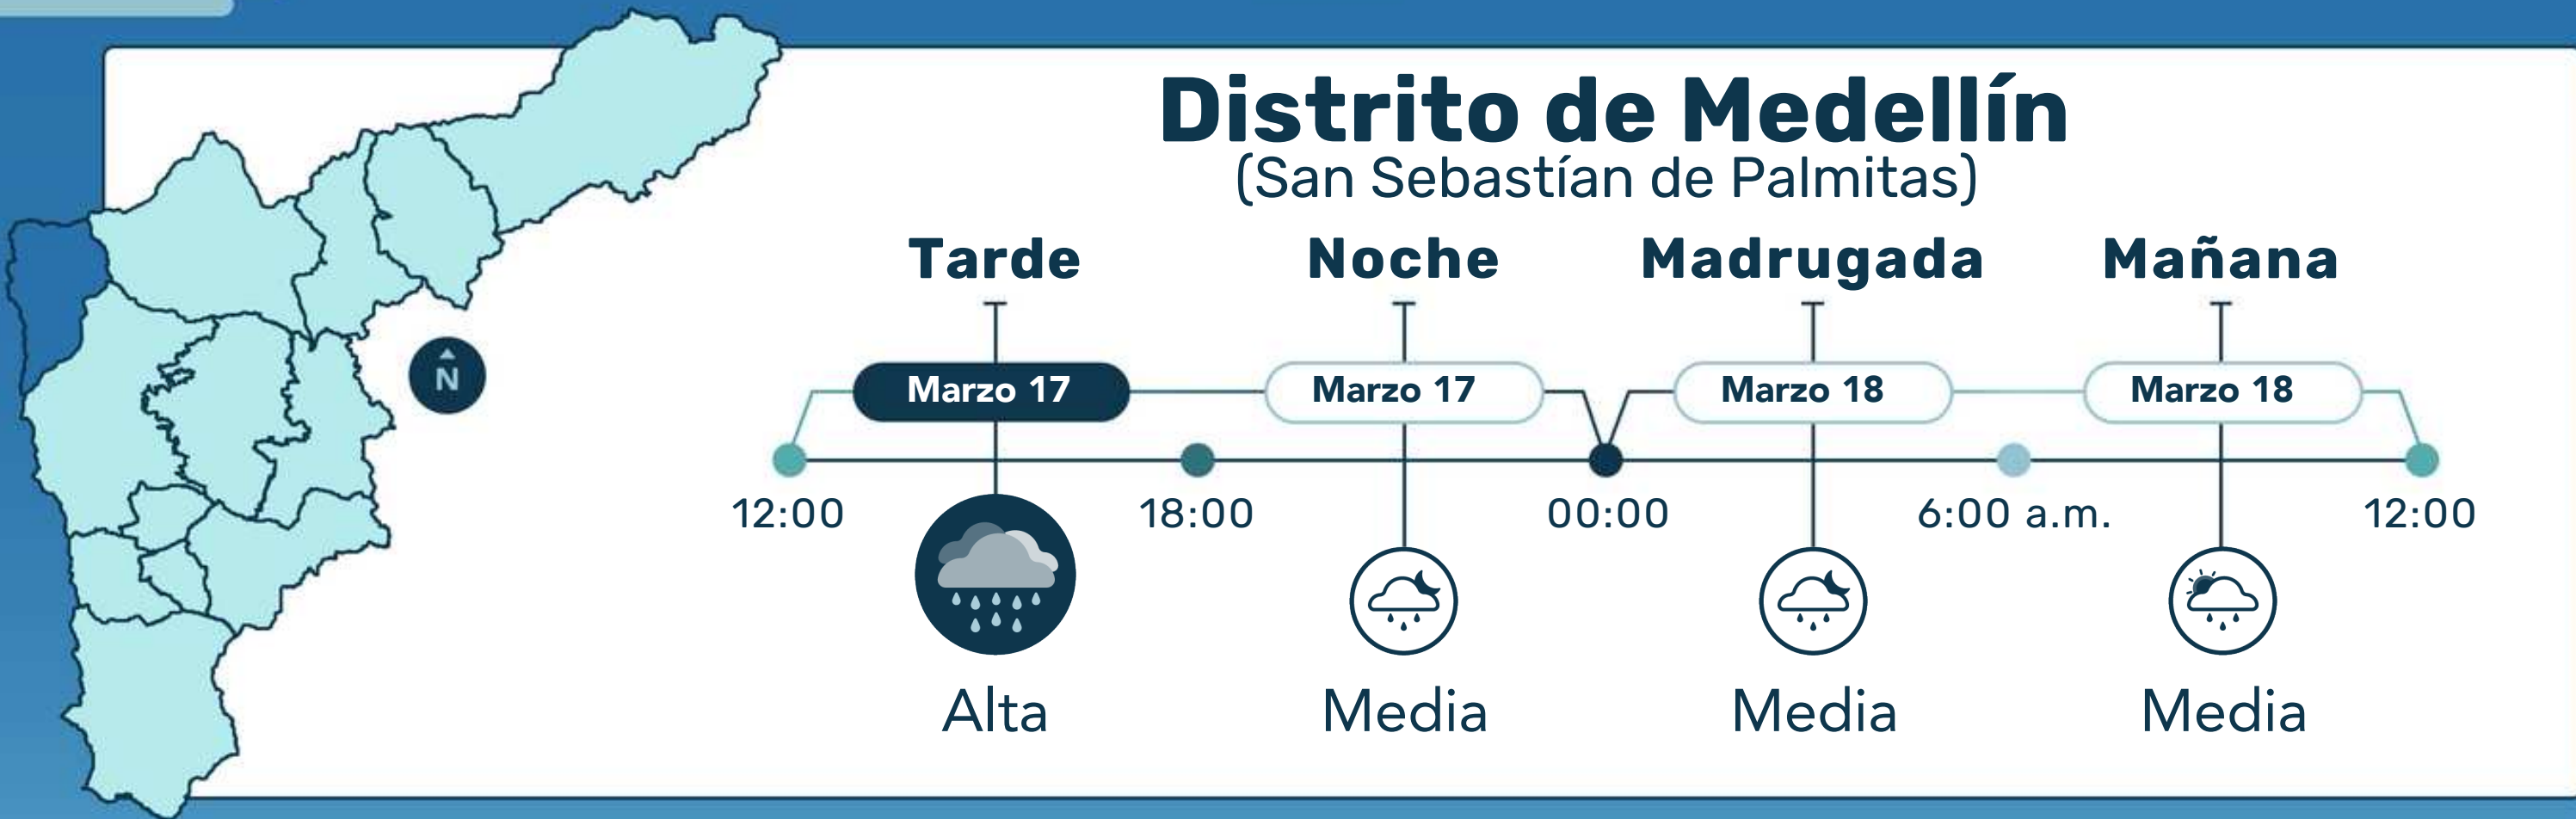 Distrito de Medellín
(San Sebastían de Palmitas)
Tarde Noche Madrugada Mañana
N
Marzo 17 Marzo 17 Marzo 18 Marzo 18
12:00 18:00 00:00 6:00 a.m. 12:00
Alta Media Media Media